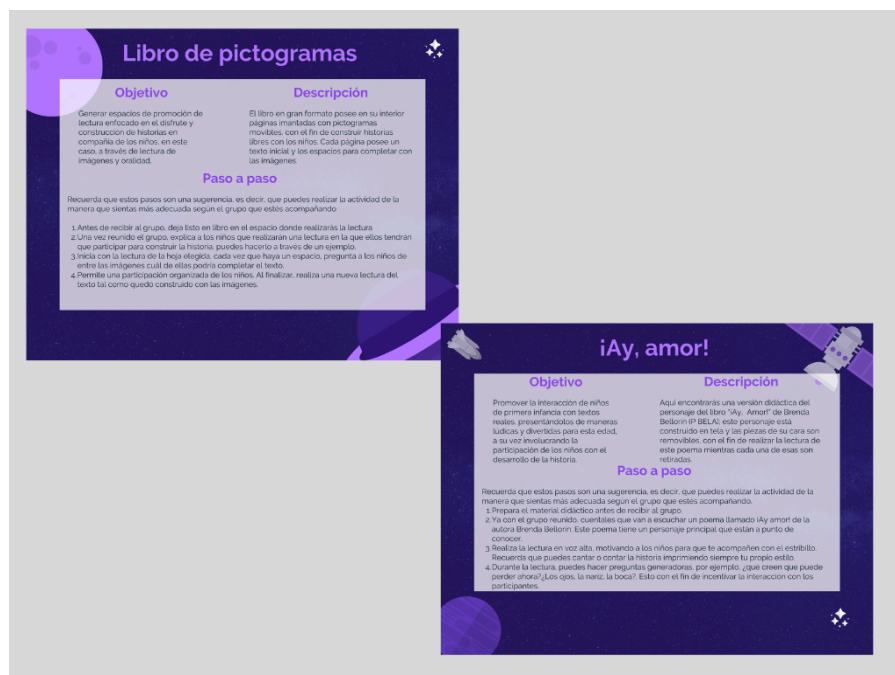 Libro de pictogramas
Objetivo
Generar espacios de promoción de
lectura enfocado en el disfrute y
construcción de historias en
compañía de los niños, en este
caso, a través de lectura de
imágenes y oralidad.
Descripción
El libro en gran formato posee en su interior
páginas imantadas con pictogramas
movibles, con el fin de construir historias
libres con los niños. Cada página posee un
texto inicial y los espacios para completar con
las imágenes.
Paso a paso
Recuerda que estos pasos son una sugerencia, es decir, que puedes realizar la actividad de la
manera que sientas más adecuada según el grupo que estés acompañando
1. Antes de recibir al grupo, deja listo en libro en el espacio donde realizarás la lectura
2. Una vez reunido el grupo, explica a los niños que realizarán una lectura en la que ellos tendrán
que participar para construir la historia, puedes hacerlo a través de un ejemplo.
3. Inicia con la lectura de la hoja elegida, cada vez que haya un espacio, pregunta a los niños de
entre las imágenes cuál de ellas podría completar el texto.
4. Permite una participación organizada de los niños. Al finalizar, realiza una nueva lectura del
texto tal como quedó construido con las imágenes.
¡Ay, amor!
Objetivo
Promover la interacción de niños
de primera infancia con textos
reales, presentándolos de maneras
lúdicas y divertidas para esta edad,
a su vez involucrando la
participación de los niños con el
desarrollo de la historia.
Descripción
Aquí encontrarás una versión didáctica del
personaje del libro "¡Ay, Amor!" de Brenda
Bellorín (P BELA); este personaje está
construido en tela y las piezas de su cara son
removibles, con el fin de realizar la lectura de
este poema mientras cada una de esas son
retiradas.
Paso a paso
Recuerda que estos pasos son una sugerencia, es decir, que puedes realizar la actividad de la
manera que sientas más adecuada según el grupo que estés acompañando.
1. Prepara el material didáctico antes de recibir al grupo.
2. Ya con el grupo reunido, cuéntales que van a escuchar un poema llamado ¡Ay amor! de la
autora Brenda Bellorin. Este poema tiene un personaje principal que están a punto de
conocer.
3. Realiza la lectura en voz alta, motivando a los niños para que te acompañen con el estribillo.
Recuerda que puedes cantar o contar la historia imprimiendo siempre tu propio estilo.
4. Durante la lectura, puedes hacer preguntas generadoras, por ejemplo, ¿qué creen que puede
perder ahora?¿Los ojos, la nariz, la boca?. Esto con el fin de incentivar la interacción con los
participantes.